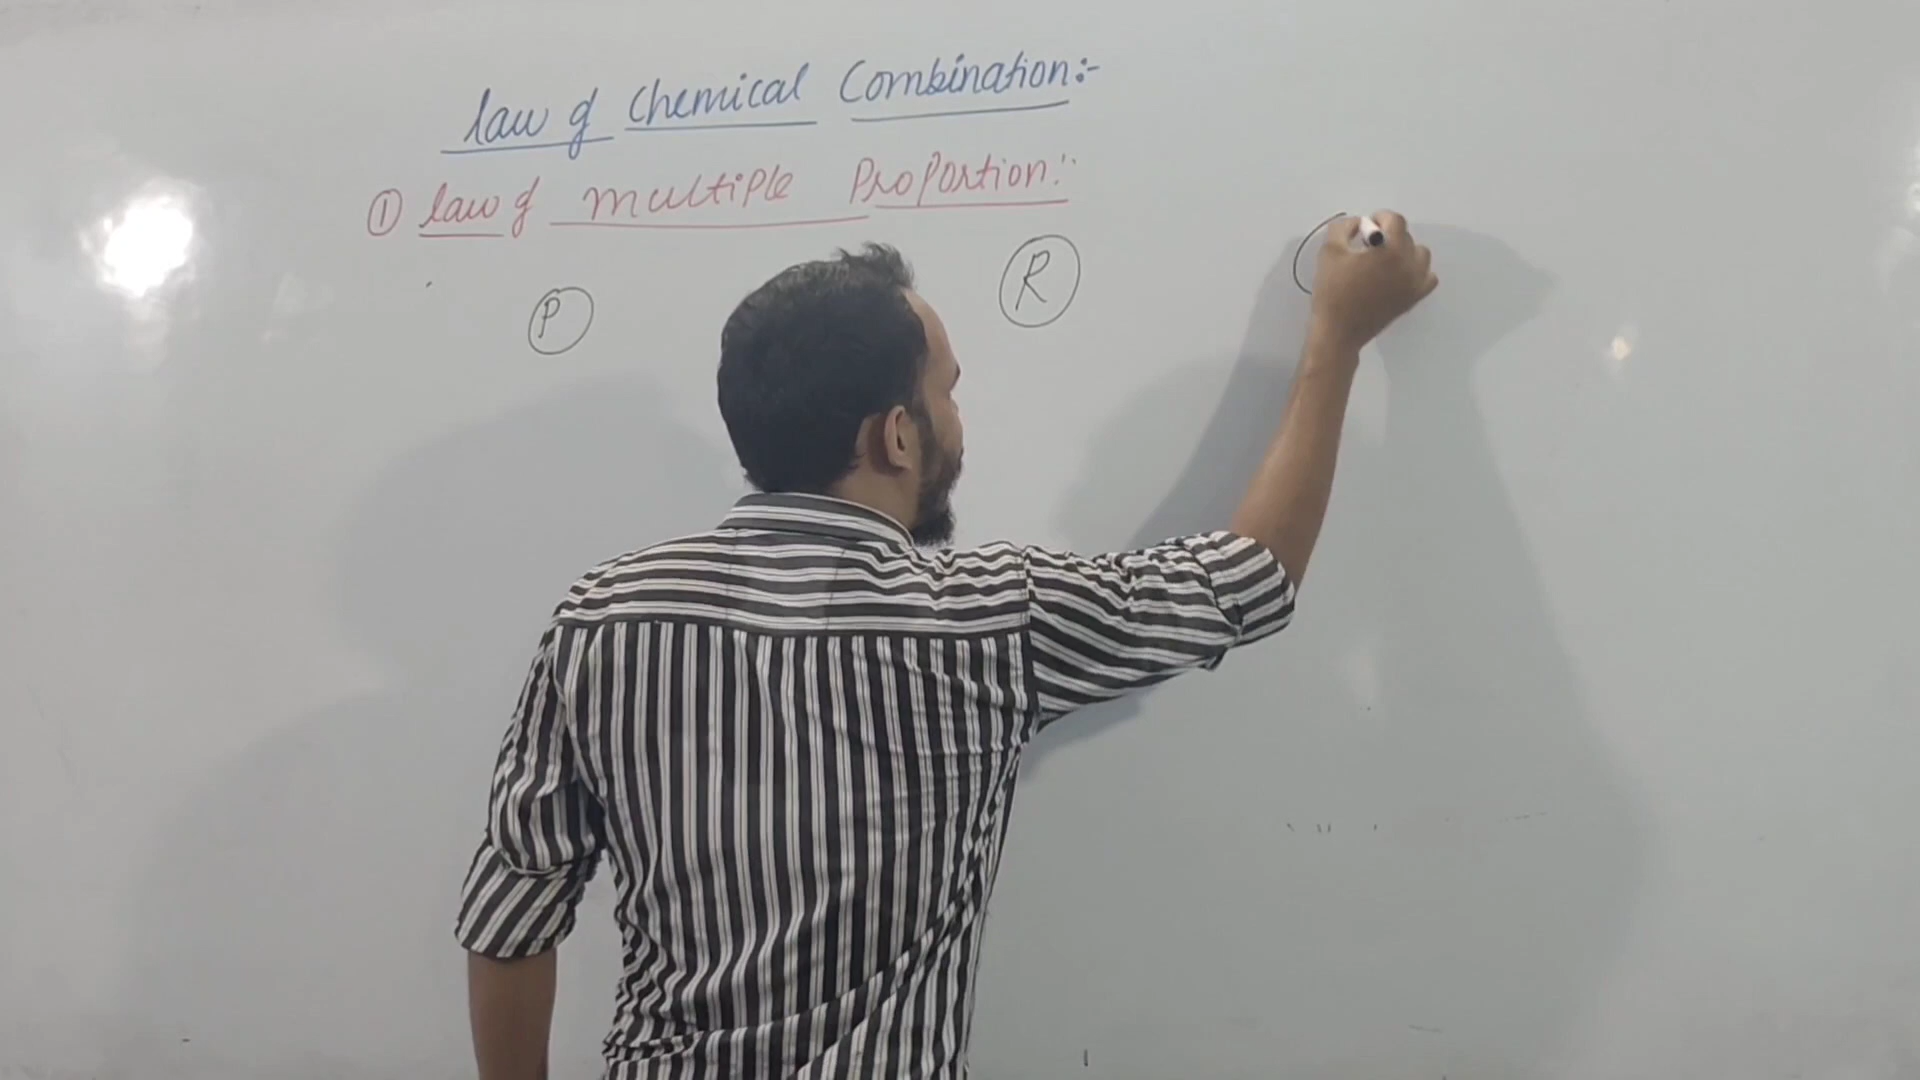 law of Chemical Combination:-
① law of multiple Proportion:-
P R